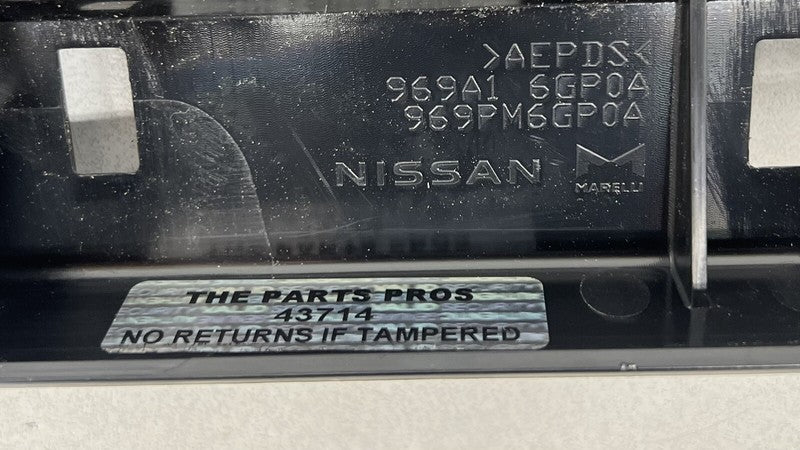 >AEPDS<
969A1 6GP0A
969PM6GP0A
NISSAN
MARELLI
THE PARTS PROS
43714
NO RETURNS IF TAMPERED